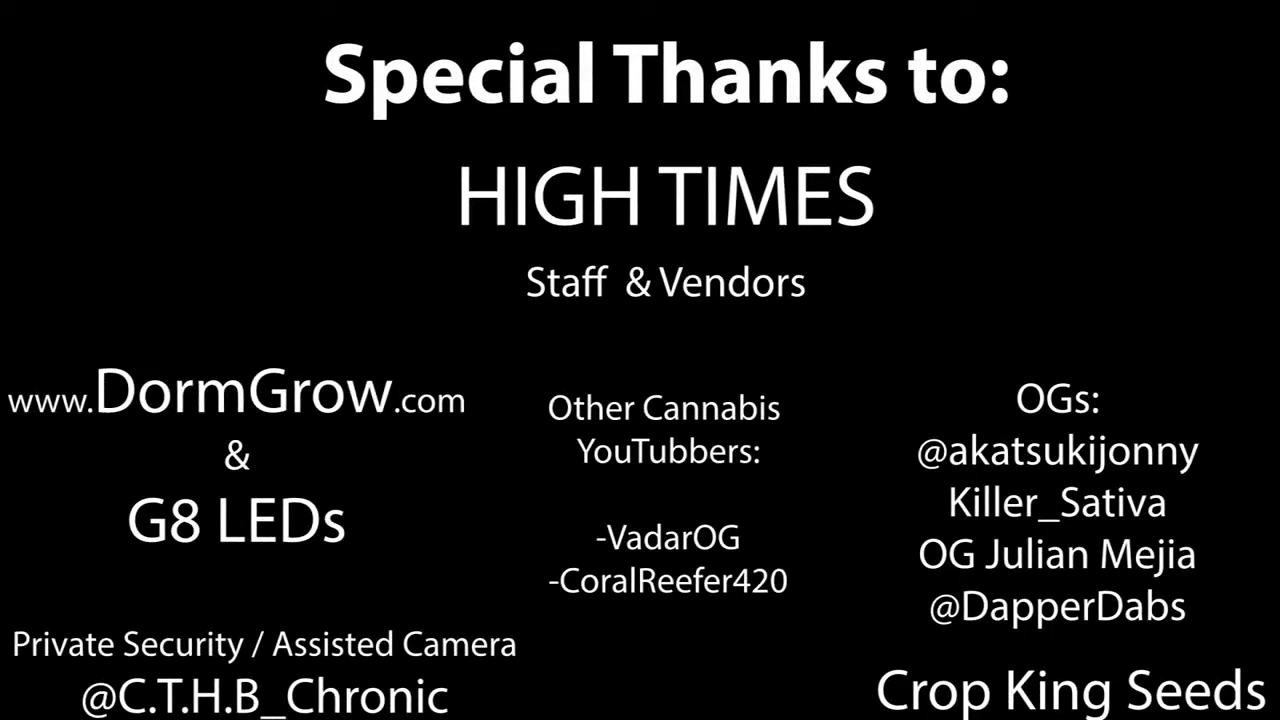 Special Thanks to:
HIGH TIMES
Staff & Vendors
www.DormGrow.com
&
G8 LEDs
Private Security / Assisted Camera
@C.T.H.B_Chronic
Other Cannabis
YouTubbers:
-VadarOG
-CoralReefer420
OGs:
@akatsukijonny
Killer_Sativa
OG Julian Mejia
@DapperDabs
Crop King Seeds